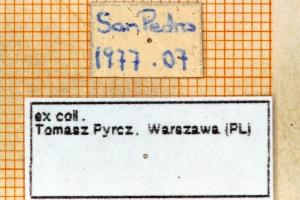 San Pedro
1977.07
ex coll.
Tomasz Pyrcz, Warszawa (PL)